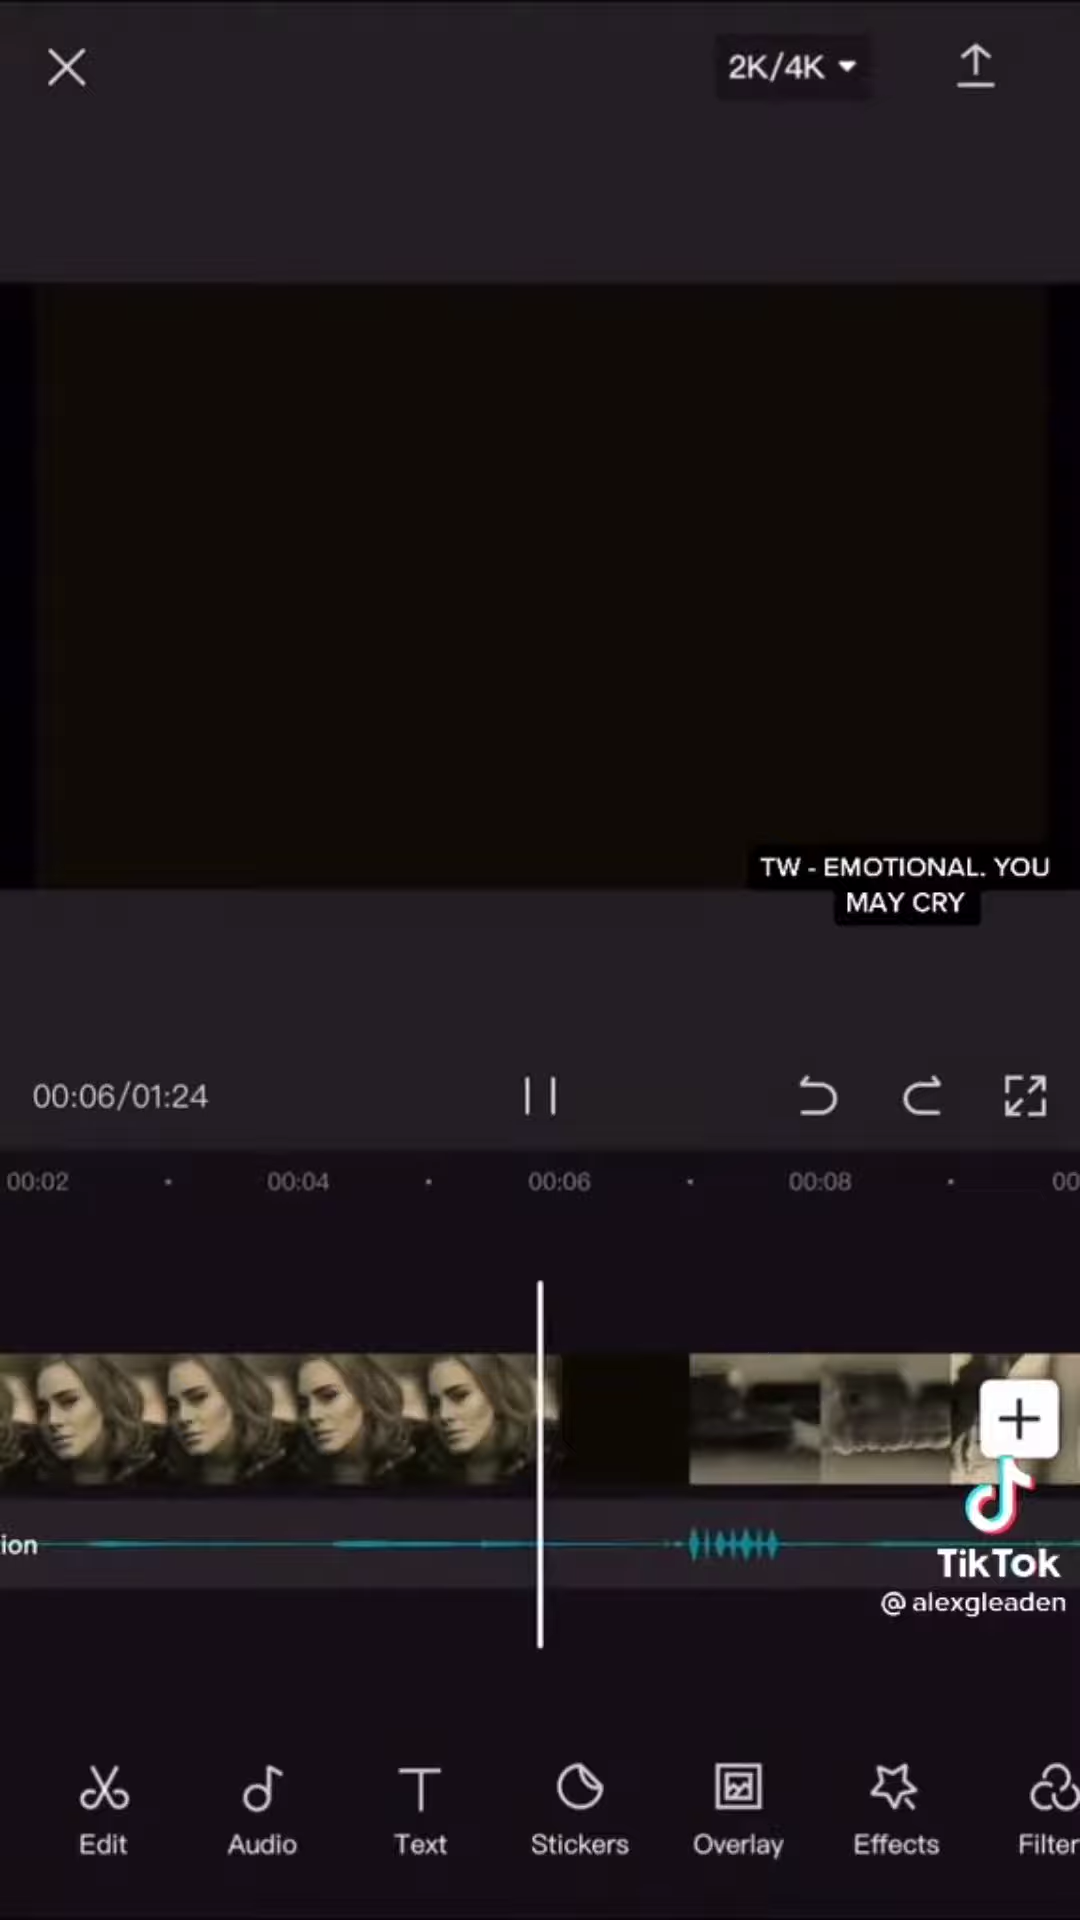 2K/4K
TW - EMOTIONAL. YOU
MAY CRY
00:06/01:24
00:02
00:04
00:06
00:08
00
ion
TikTok
@ alexgleaden
Edit
Audio
Text
Stickers
Overlay
Effects
Filter